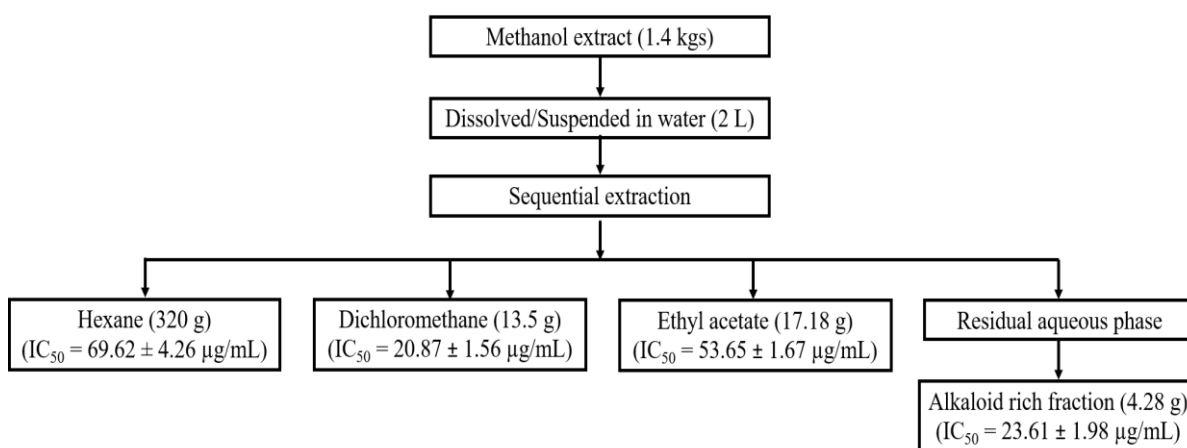 Methanol extract (1.4 kgs)
Dissolved/Suspended in water (2 L)
Sequential extraction
Hexane (320 g)
(IC₅₀ = 69.62 ± 4.26 µg/mL)
Dichloromethane (13.5 g)
(IC₅₀ = 20.87 ± 1.56 µg/mL)
Ethyl acetate (17.18 g)
(IC₅₀ = 53.65 ± 1.67 µg/mL)
Residual aqueous phase
Alkaloid rich fraction (4.28 g)
(IC₅₀ = 23.61 ± 1.98 µg/mL)